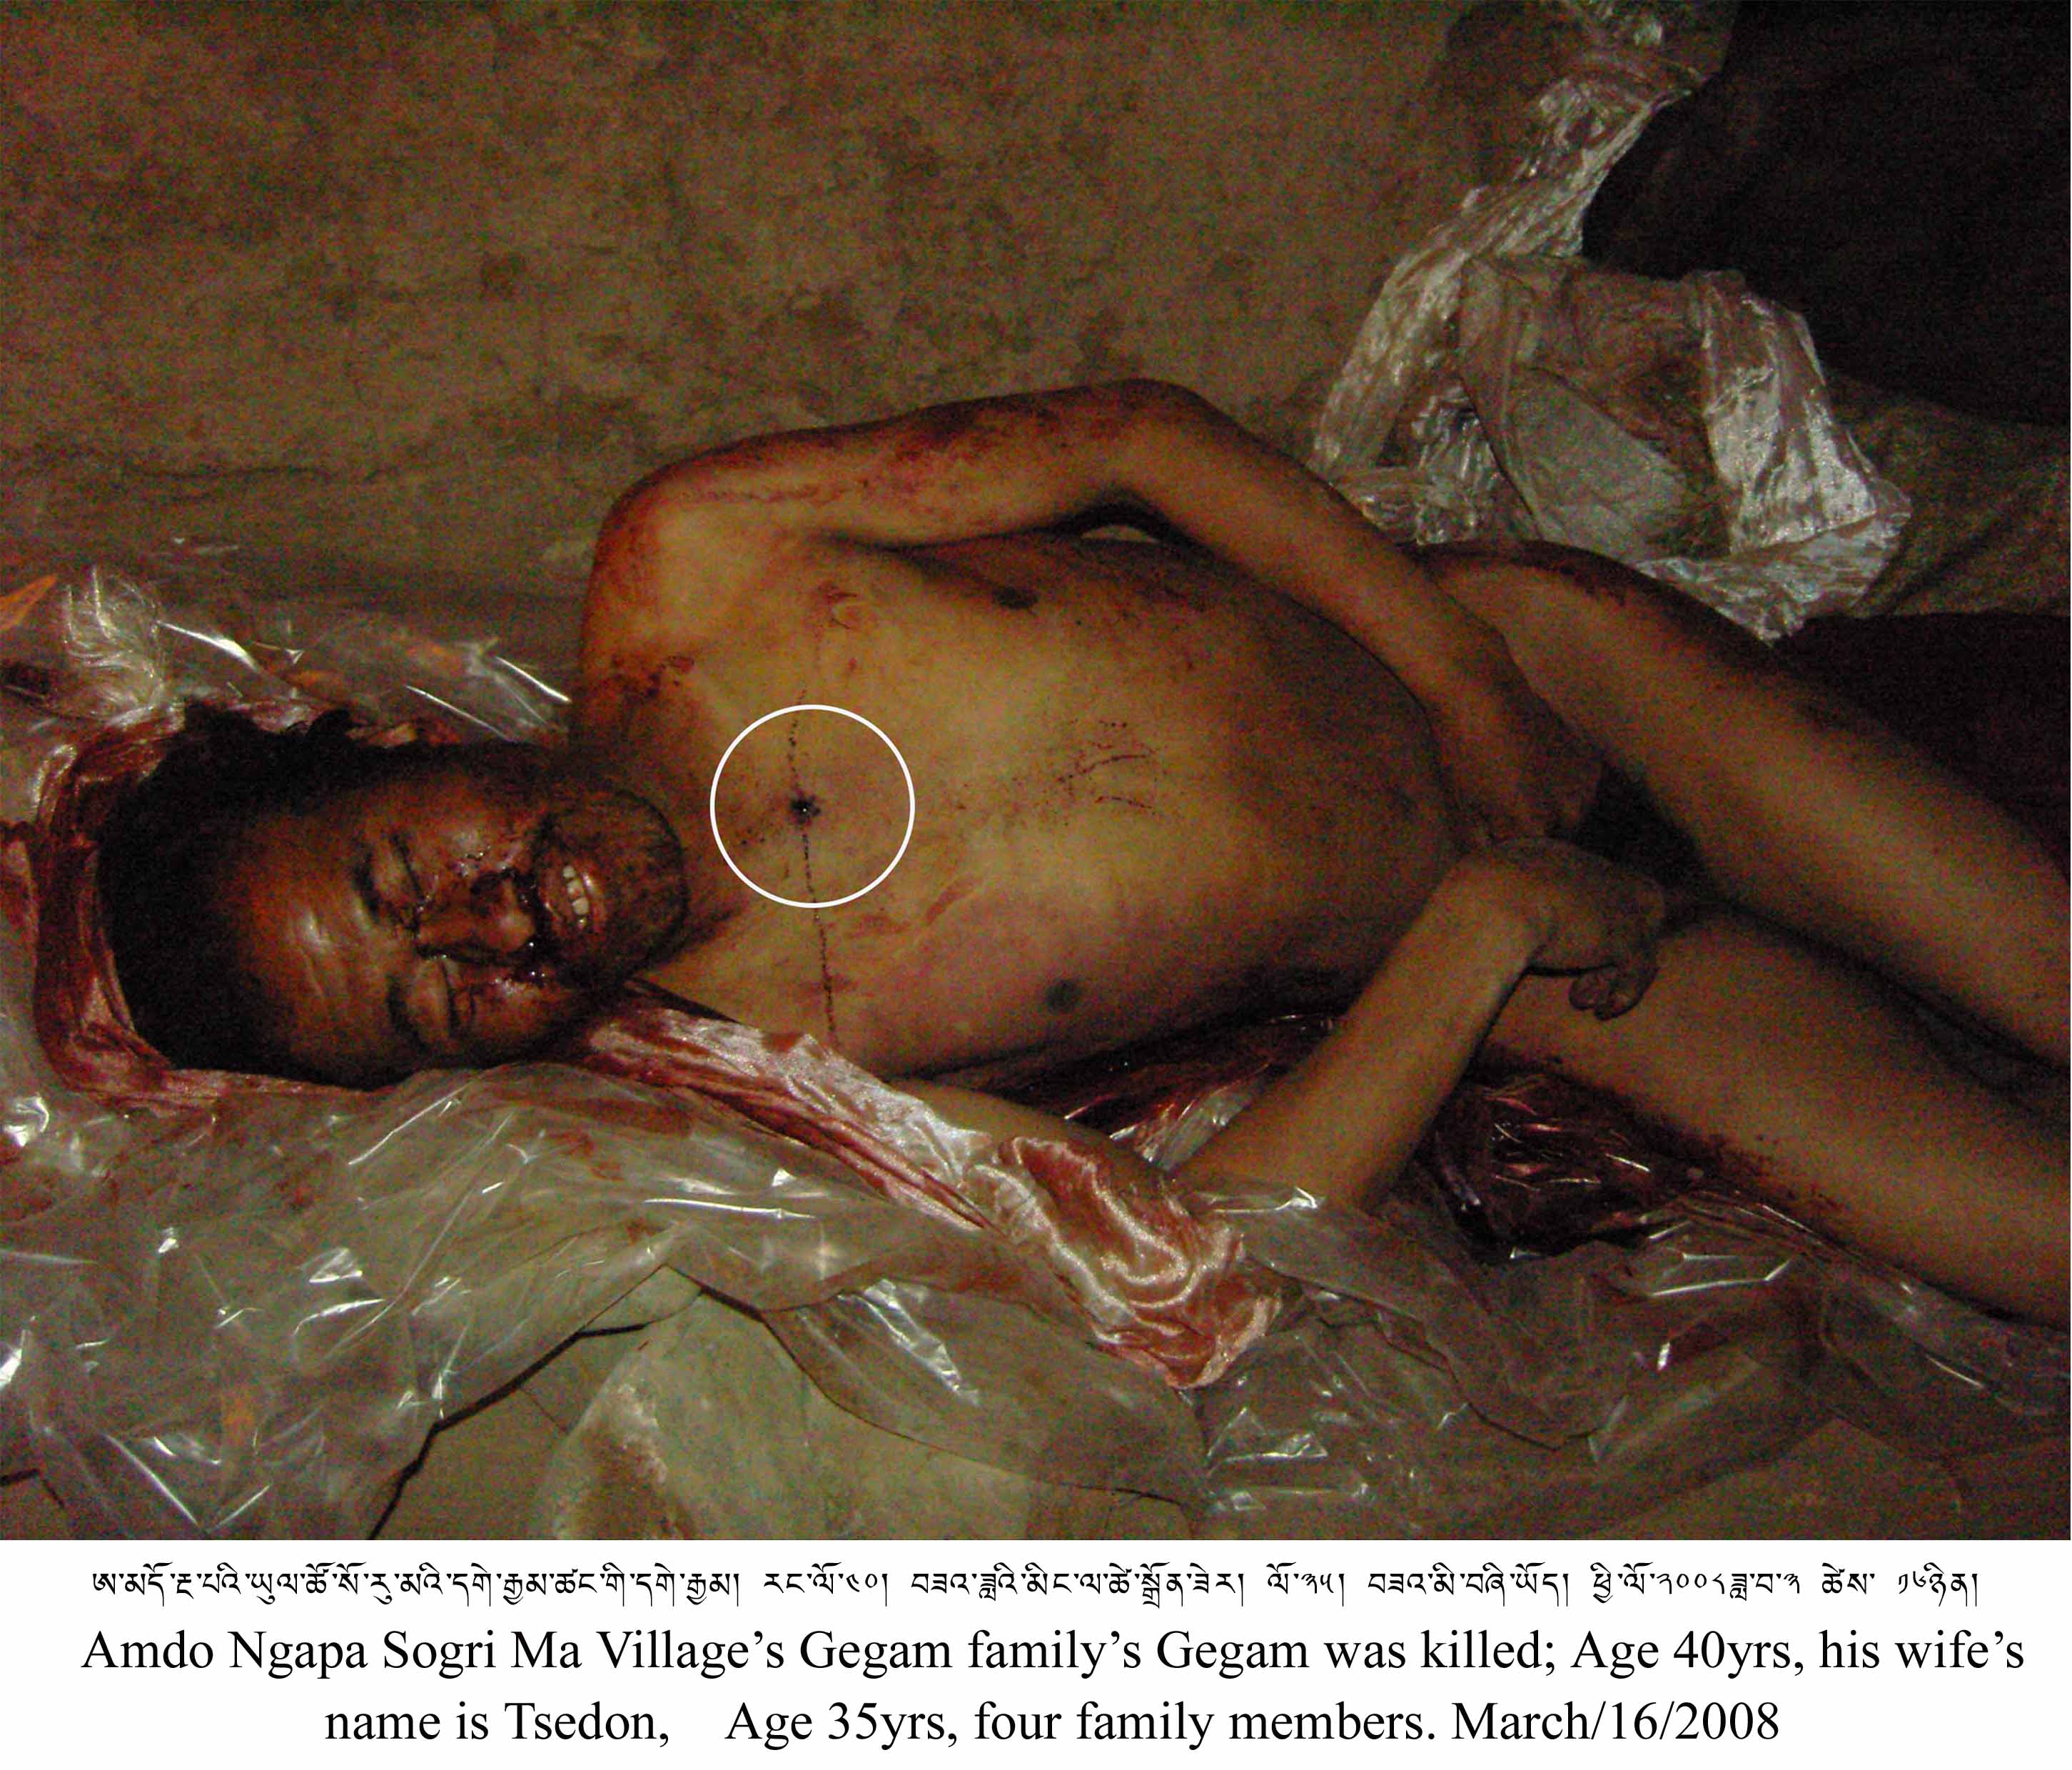 ཨ་མདོ་རྔ་པའི་ཡུལ་ཚོ་སོ་རུ་མའི་དགེ་རྒྱམ་ཚང་གི་དགེ་རྒྱམ། རང་ལོ་༤༠། བཟའ་ཟླའི་མིང་ལ་ཚེ་སྒྲོན་ཟེར། ལོ་༣༥། བཟའ་མི་བཞི་ཡོད། ཕྱི་ལོ་༢༠༠༨ཟླ་བ་༣ ཚེས་ ༡༦ཉིན།
Amdo Ngapa Sogri Ma Village’s Gegam family’s Gegam was killed; Age 40yrs, his wife’s
name is Tsedon, Age 35yrs, four family members. March/16/2008